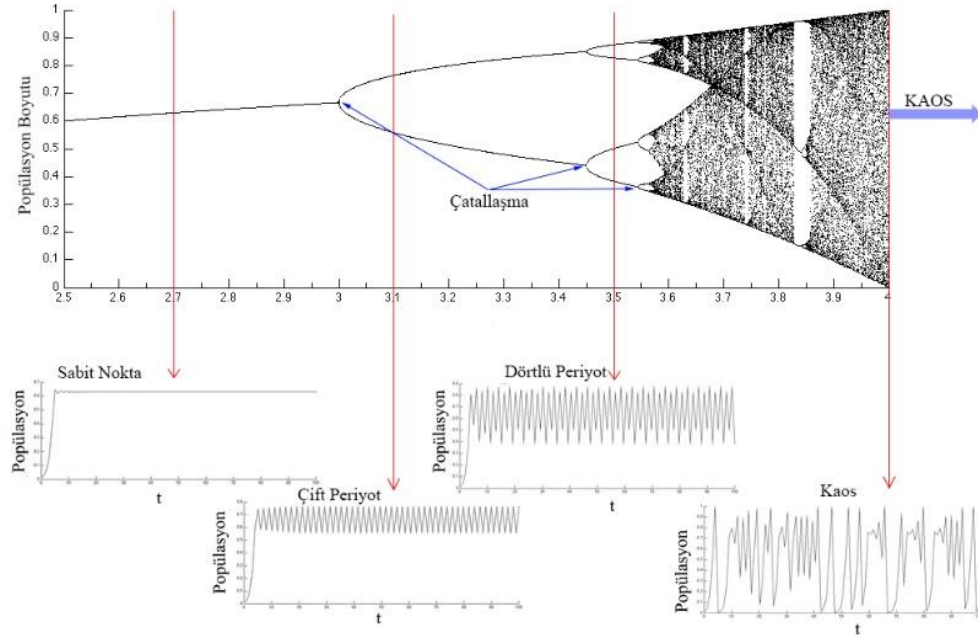 1
0.9
0.8
0.7
0.6
0.5
0.4
0.3
0.2
0.1
0
Popülasyon Boyutu
KAOS
Çatallaşma
2.5 2.6 2.7 2.8 2.9 3 3.1 3.2 3.3 3.4 3.5 3.6 3.7 3.8 3.9 4
Sabit Nokta
Popülasyon
t
Dörtlü Periyot
Popülasyon
t
Çift Periyot
Popülasyon
t
Kaos
Popülasyon
t